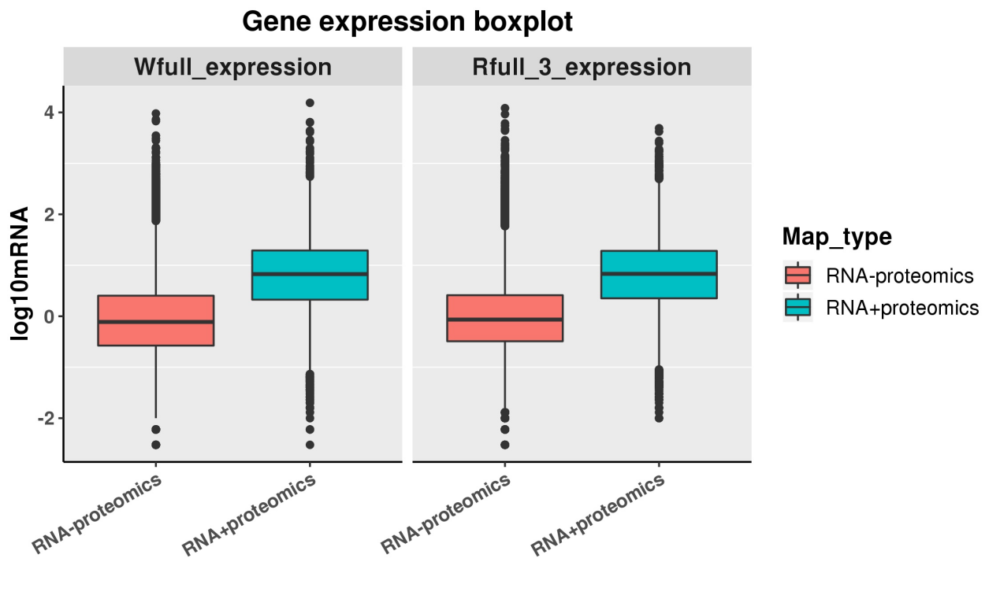 Gene expression boxplot
Wfull_expression
Rfull_3_expression
log10mRNA
4
2
0
-2
RNA-proteomics
RNA+proteomics
RNA-proteomics
RNA+proteomics
Map_type
RNA-proteomics
RNA+proteomics